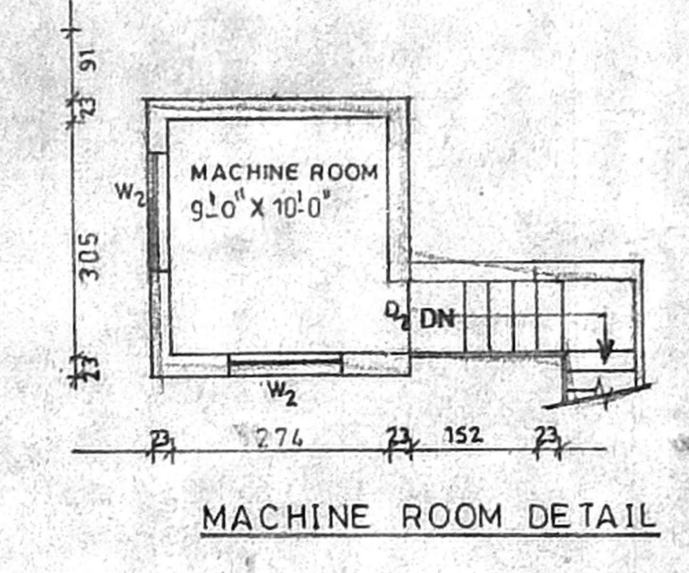 91
23
MACHINE ROOM
W2
9'-0" X 10'-0"
305
D2 DN
23
W2
23 274 23 152 23
MACHINE ROOM DETAIL